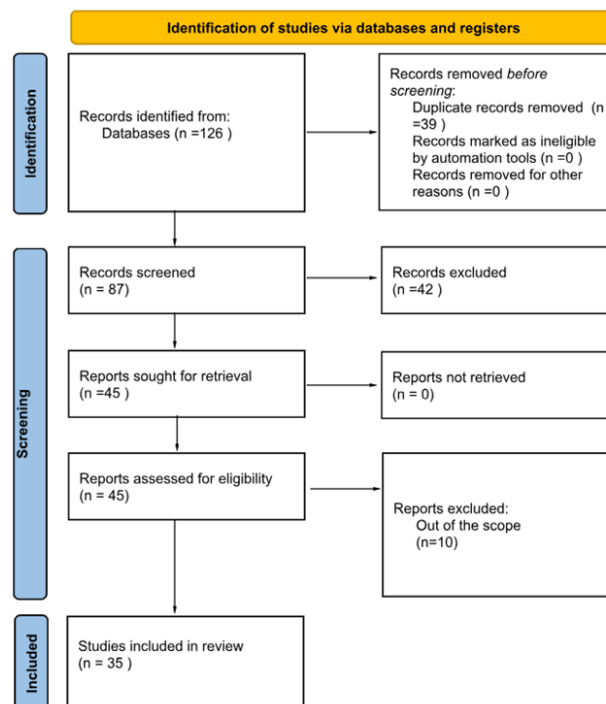 Identification of studies via databases and registers
Identification
Records identified from:
Databases (n =126 )
Records removed before
screening:
Duplicate records removed (n
=39 )
Records marked as ineligible
by automation tools (n =0 )
Records removed for other
reasons (n =0 )
Screening
Records screened
(n = 87)
Records excluded
(n =42 )
Reports sought for retrieval
(n =45 )
Reports not retrieved
(n = 0)
Reports assessed for eligibility
(n = 45)
Reports excluded:
Out of the scope
(n=10)
Included
Studies included in review
(n = 35 )